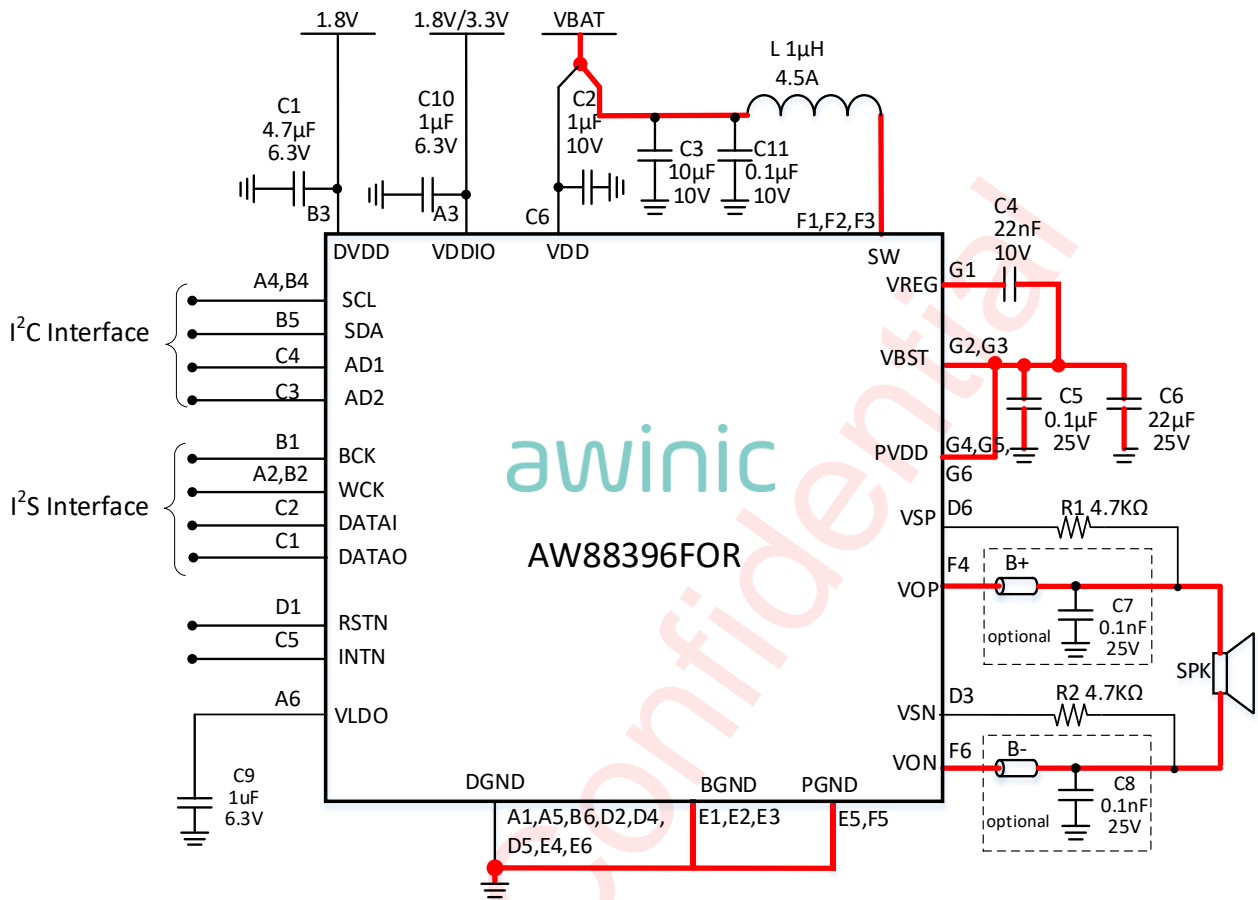 1.8V
1.8V/3.3V
VBAT
L 1µH
4.5A
C1
4.7µF
6.3V
C10
1µF
6.3V
C2
1µF
10V
C3
10µF
10V
C11
0.1µF
10V
B3
A3
C6
F1,F2,F3
C4
22nF
10V
DVDD
VDDIO
VDD
SW
VREG
G1
I²C Interface
A4,B4
SCL
B5
SDA
C4
AD1
C3
AD2
VBST
G2,G3
C5
0.1µF
25V
C6
22µF
25V
I²S Interface
B1
BCK
A2,B2
WCK
C2
DATAI
C1
DATAO
awinic
AW88396FOR
PVDD
G4,G5,
G6
VSP
D6
R1 4.7KΩ
VOP
F4
B+
C7
0.1nF
25V
optional
D1
RSTN
C5
INTN
A6
VLDO
SPK
VSN
D3
R2 4.7KΩ
VON
F6
B-
C8
0.1nF
25V
optional
C9
1uF
6.3V
DGND
BGND
PGND
A1,A5,B6,D2,D4,
D5,E4,E6
E1,E2,E3
E5,F5
Confidential